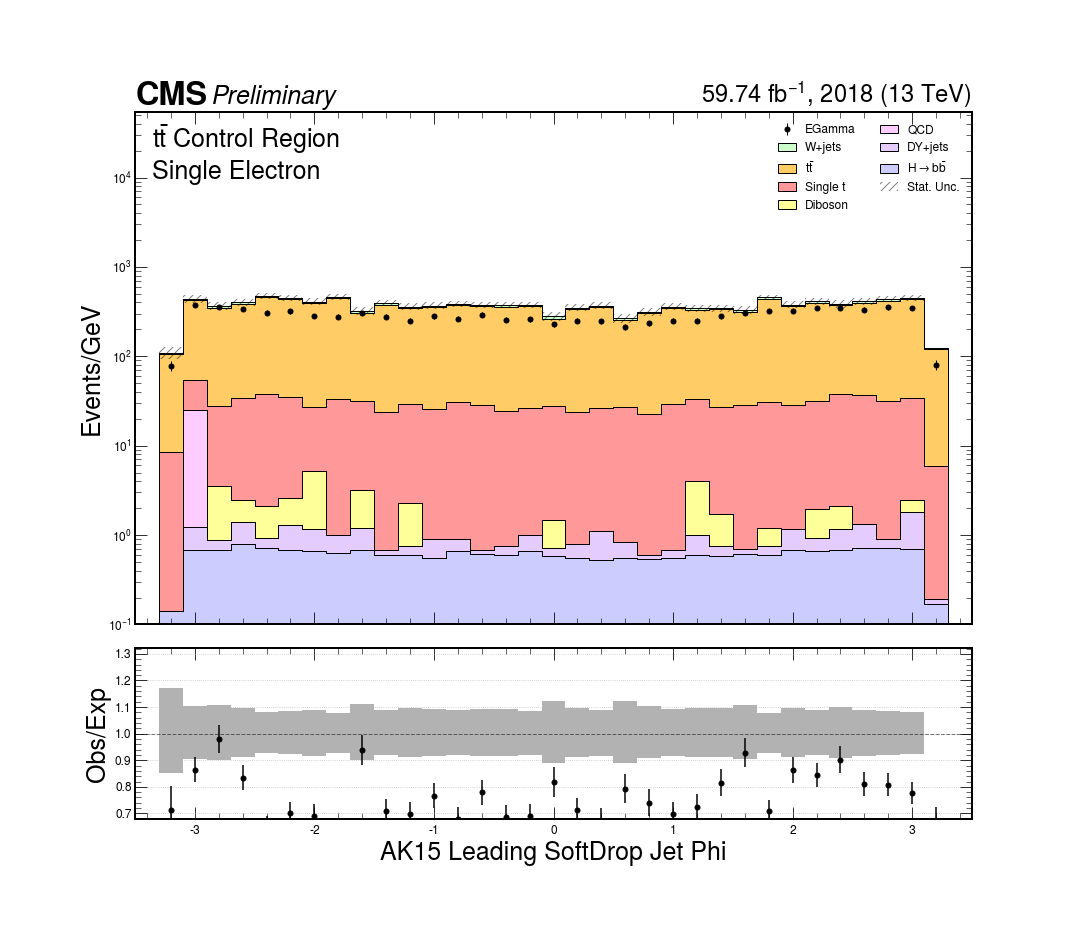 CMS Preliminary
59.74 fb⁻¹, 2018 (13 TeV)
tt̄ Control Region
Single Electron
EGamma
W+jets
tt̄
Single t
Diboson
QCD
DY+jets
H→bb̄
Stat. Unc.
Events/GeV
10⁴
10³
10²
10¹
10⁰
10⁻¹
Obs/Exp
1.3
1.2
1.1
1.0
0.9
0.8
0.7
-3 -2 -1 0 1 2 3
AK15 Leading SoftDrop Jet Phi